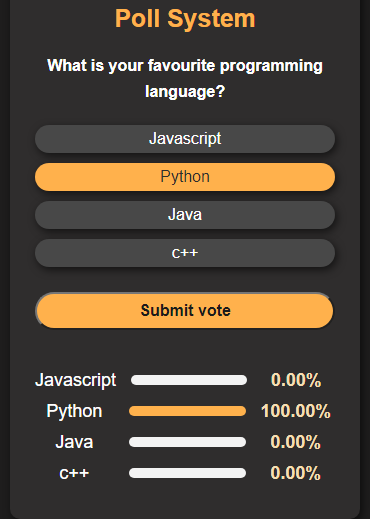 Poll System
What is your favourite programming
language?
Javascript
Python
Java
c++
Submit vote
Javascript 0.00%
Python 100.00%
Java 0.00%
c++ 0.00%